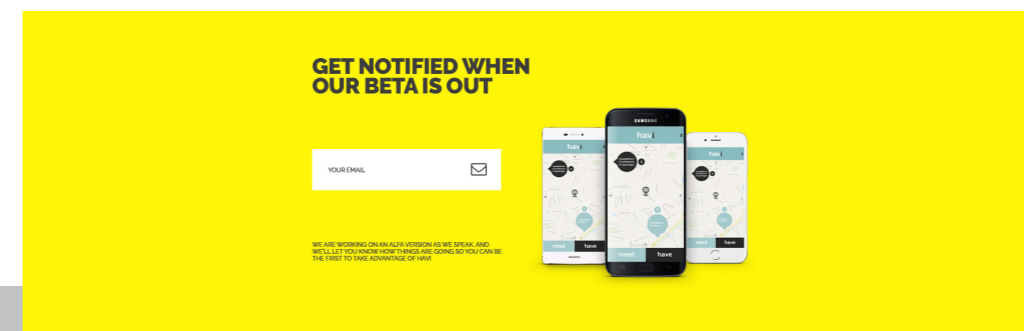 GET NOTIFIED WHEN
OUR BETA IS OUT
YOUR EMAIL
WE ARE WORKING ON AN ALFA VERSION AS WE SPEAK, AND
WE'LL LET YOU KNOW HOW THINGS ARE GOING SO YOU CAN BE
THE FIRST TO TAKE ADVANTAGE OF HAVI
SAMSUNG
havi
havi
havi
need have
need have
need have